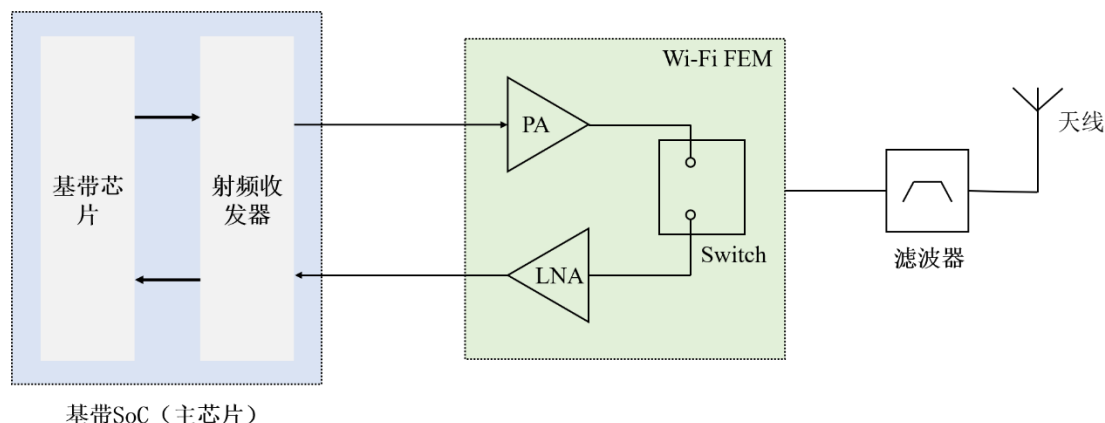 基带芯
片
射频收
发器
基带SoC（主芯片）
Wi-Fi FEM
PA
LNA
Switch
滤波器
天线